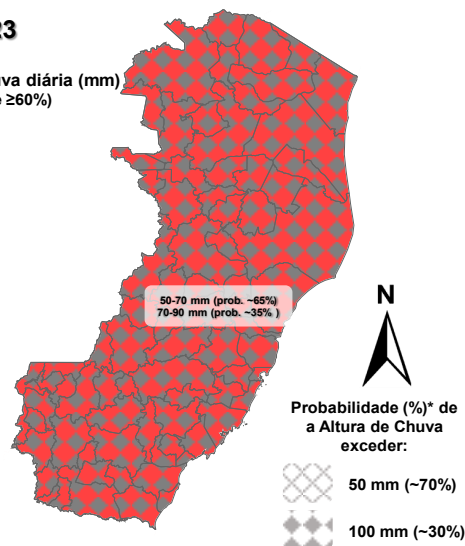 23
uva diária (mm)
e ≥60%)
50-70 mm (prob. ~65%)
70-90 mm (prob. ~35% )
N
Probabilidade (%)* de
a Altura de Chuva
exceder:
50 mm (~70%)
100 mm (~30%)